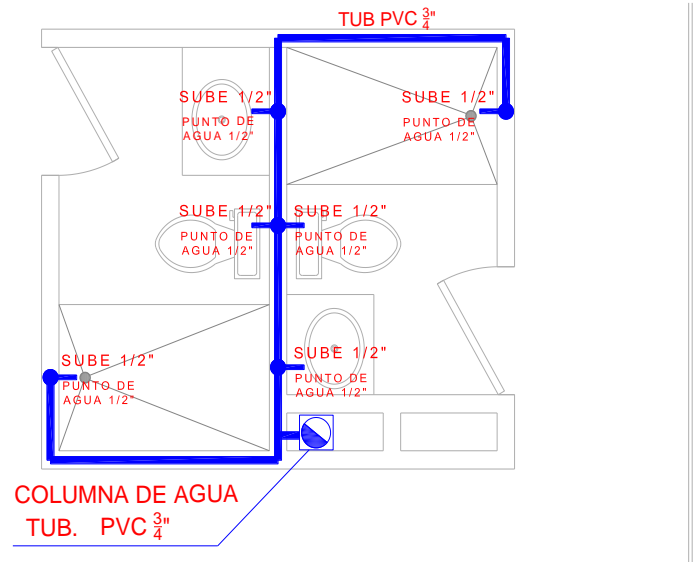 TUB PVC 3/4"
SUBE 1/2"
PUNTO DE
AGUA 1/2"
SUBE 1/2"
PUNTO DE
AGUA 1/2"
SUBE 1/2"
PUNTO DE
AGUA 1/2"
SUBE 1/2"
PUNTO DE
AGUA 1/2"
SUBE 1/2"
PUNTO DE
AGUA 1/2"
SUBE 1/2"
PUNTO DE
AGUA 1/2"
COLUMNA DE AGUA
TUB. PVC 3/4"